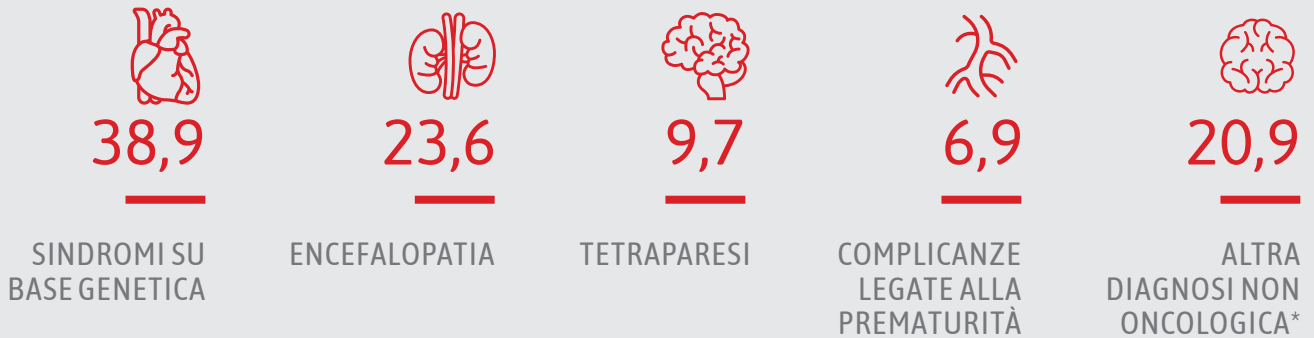 38,9
SINDROMI SU
BASE GENETICA
23,6
ENCEFALOPATIA
9,7
TETRAPARESI
6,9
COMPLICANZE
LEGATE ALLA
PREMATURITÀ
20,9
ALTRA
DIAGNOSI NON
ONCOLOGICA*